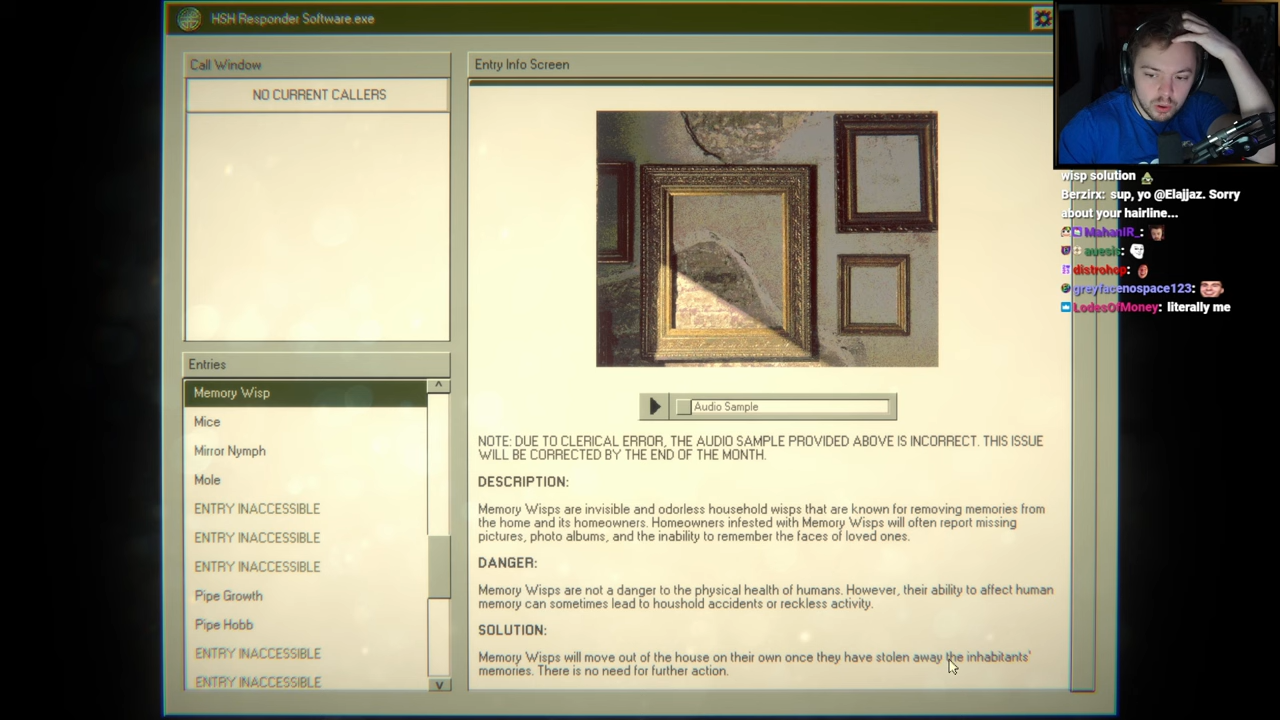 HSH Responder Software.exe
Call Window
NO CURRENT CALLERS
Entries
Memory Wisp
Mice
Mirror Nymph
Mole
ENTRY INACCESSIBLE
ENTRY INACCESSIBLE
ENTRY INACCESSIBLE
Pipe Growth
Pipe Hobb
ENTRY INACCESSIBLE
ENTRY INACCESSIBLE
Entry Info Screen
Audio Sample
NOTE: DUE TO CLERICAL ERROR, THE AUDIO SAMPLE PROVIDED ABOVE IS INCORRECT. THIS ISSUE
WILL BE CORRECTED BY THE END OF THE MONTH.
DESCRIPTION:
Memory Wisps are invisible and odorless household wisps that are known for removing memories from
the home and its homeowners. Homeowners infested with Memory Wisps will often report missing
pictures, photo albums, and the inability to remember the faces of loved ones.
DANGER:
Memory Wisps are not a danger to the physical health of humans. However, their ability to affect human
memory can sometimes lead to houshold accidents or reckless activity.
SOLUTION:
Memory Wisps will move out of the house on their own once they have stolen away the inhabitants'
memories. There is no need for further action.
wisp solution
Berzirx: sup, yo @Elajjaz. Sorry
about your hairline...
MahanIR_:
auesis:
distrohop:
greyfacenospace123:
LodesOfMoney: literally me